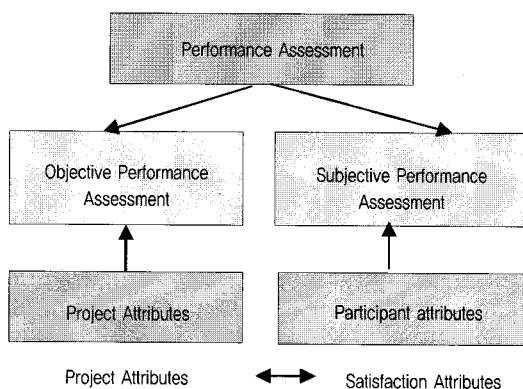 Performance Assessment
Objective Performance
Assessment
Subjective Performance
Assessment
Project Attributes
Participant attributes
Project Attributes
Satisfaction Attributes